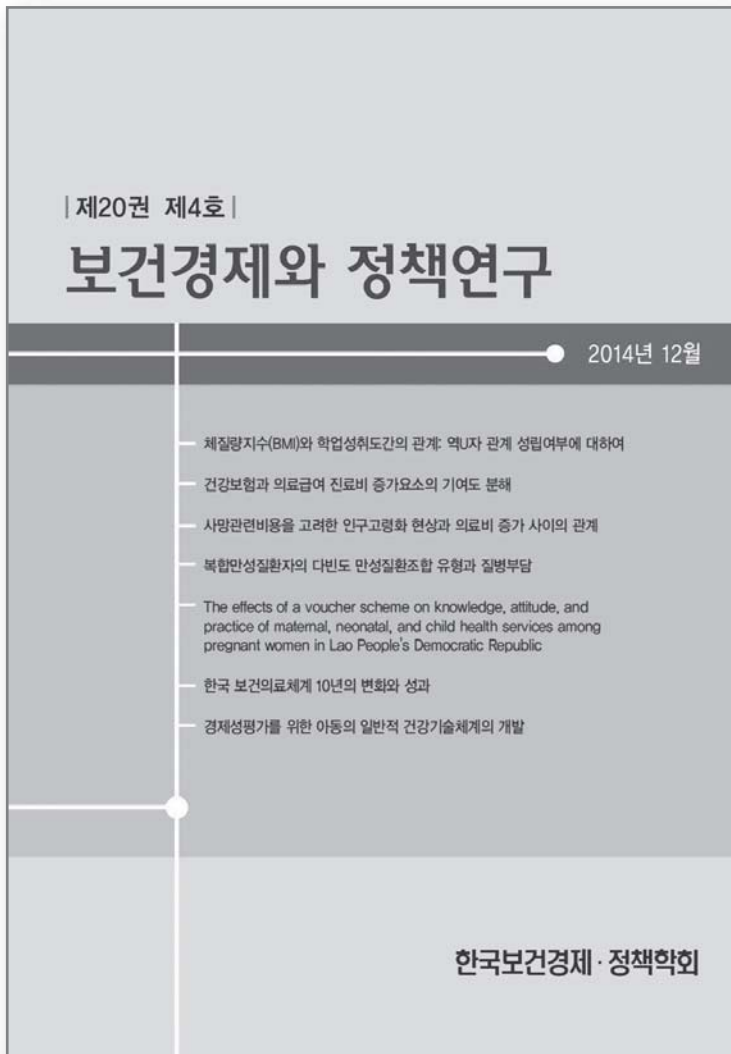 |제20권 제4호|
보건경제와 정책연구
2014년 12월
체질량지수(BMI)와 학업성취도간의 관계: 역U자 관계 성립여부에 대하여
건강보험과 의료급여 진료비 증가요소의 기여도 분해
사망관련비용을 고려한 인구고령화 현상과 의료비 증가 사이의 관계
복합만성질환자의 다빈도 만성질환조합 유형과 질병부담
The effects of a voucher scheme on knowledge, attitude, and
practice of maternal, neonatal, and child health services among
pregnant women in Lao People's Democratic Republic
한국 보건의료체계 10년의 변화와 성과
경제성평가를 위한 아동의 일반적 건강기술체계의 개발
한국보건경제·정책학회